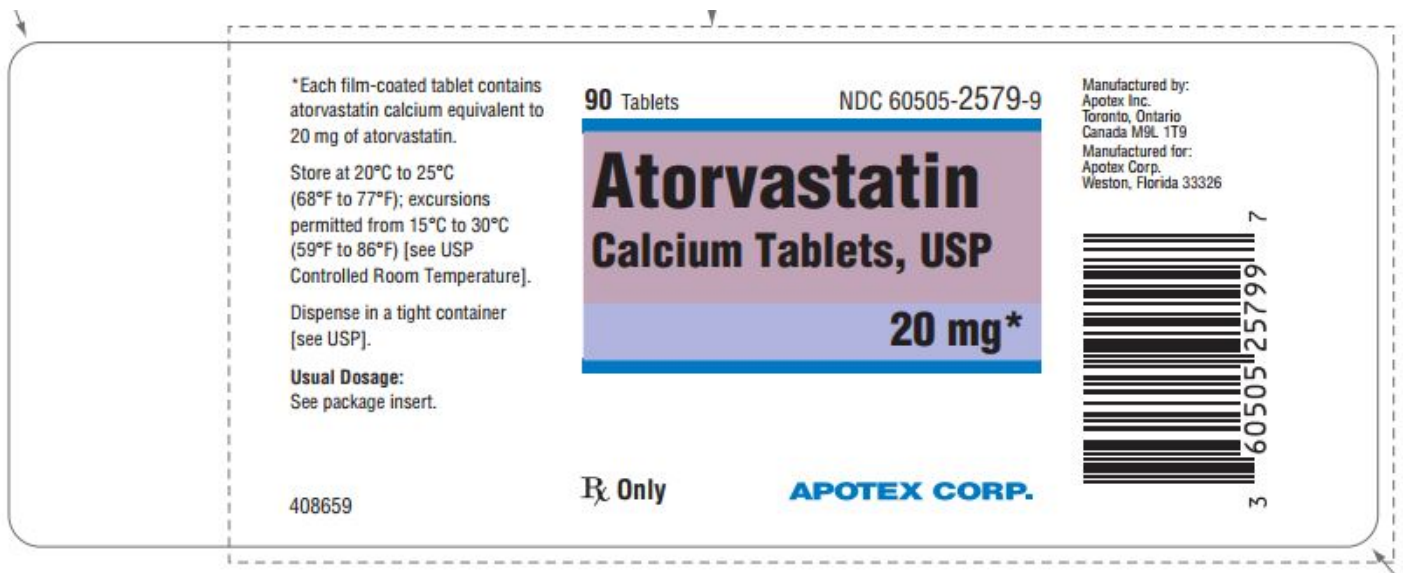 *Each film-coated tablet contains
atorvastatin calcium equivalent to
20 mg of atorvastatin.
Store at 20°C to 25°C
(68°F to 77°F); excursions
permitted from 15°C to 30°C
(59°F to 86°F) [see USP
Controlled Room Temperature].
Dispense in a tight container
[see USP].
Usual Dosage:
See package insert.
408659
90 Tablets NDC 60505-2579-9
Atorvastatin
Calcium Tablets, USP
20 mg*
Rx Only
APOTEX CORP.
Manufactured by:
Apotex Inc.
Toronto, Ontario
Canada M9L 1T9
Manufactured for:
Apotex Corp.
Weston, Florida 33326
3 60505 25799 7